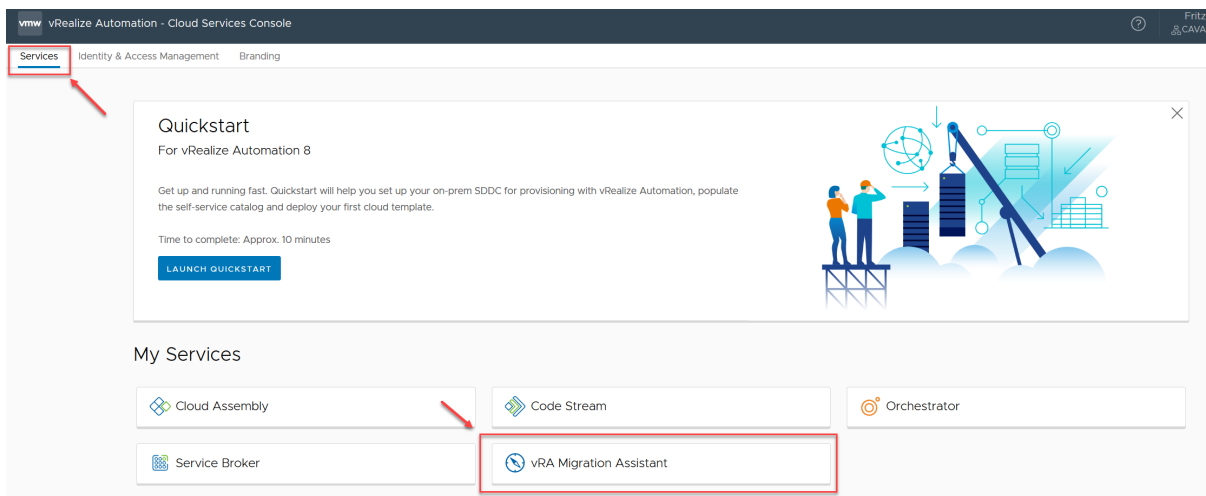 vmw vRealize Automation - Cloud Services Console
Fritz
CAVA
Services Identity & Access Management Branding
Quickstart
For vRealize Automation 8
Get up and running fast. Quickstart will help you set up your on-prem SDDC for provisioning with vRealize Automation, populate
the self-service catalog and deploy your first cloud template.
Time to complete: Approx. 10 minutes
LAUNCH QUICKSTART
My Services
Cloud Assembly
Code Stream
Orchestrator
Service Broker
vRA Migration Assistant